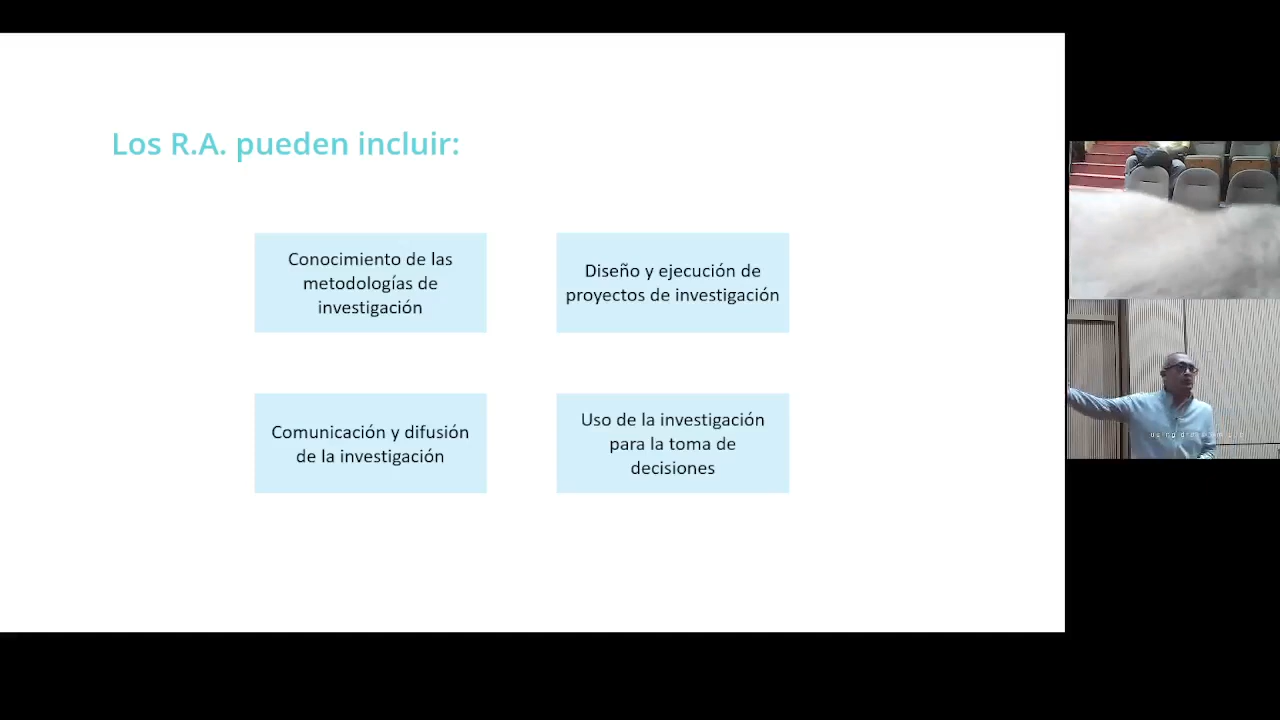 Los R.A. pueden incluir:
Conocimiento de las
metodologías de
investigación
Diseño y ejecución de
proyectos de investigación
Comunicación y difusión
de la investigación
Uso de la investigación
para la toma de
decisiones